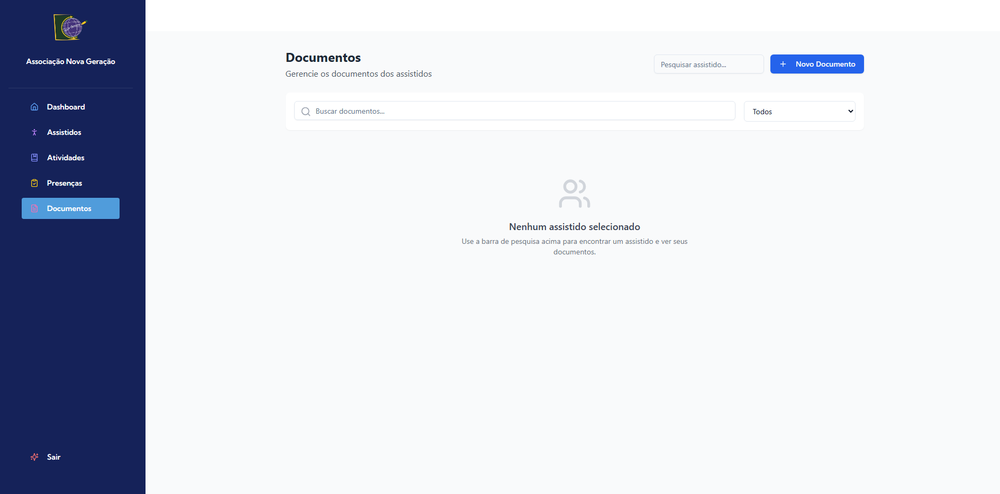 Associação Nova Geração
Dashboard
Assistidos
Atividades
Presenças
Documentos
Sair
Documentos
Gerencie os documentos dos assistidos
Pesquisar assistido...
Novo Documento
Buscar documentos...
Todos
Nenhum assistido selecionado
Use a barra de pesquisa acima para encontrar um assistido e ver seus
documentos.